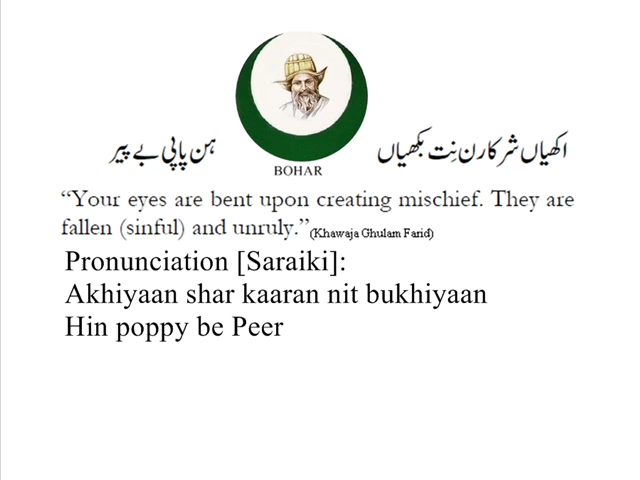 اکھیاں شر کارن نِت بکھیاں ہن پاپی بے پیر
BOHAR
“Your eyes are bent upon creating mischief. They are
fallen (sinful) and unruly.” (Khawaja Ghulam Farid)
Pronunciation [Saraiki]:
Akhiyaan shar kaaran nit bukhiyaan
Hin poppy be Peer